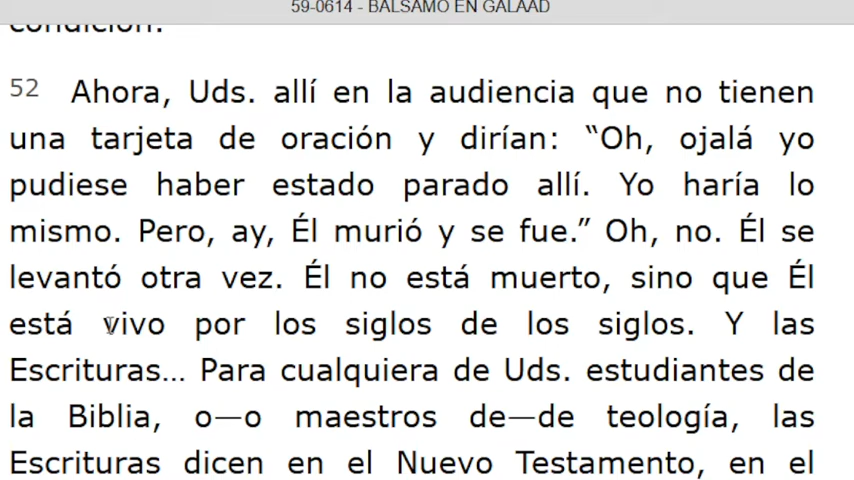 59-0614 - BALSAMO EN GALAAD
condición.
52 Ahora, Uds. allí en la audiencia que no tienen
una tarjeta de oración y dirían: “Oh, ojalá yo
pudiese haber estado parado allí. Yo haría lo
mismo. Pero, ay, Él murió y se fue.” Oh, no. Él se
levantó otra vez. Él no está muerto, sino que Él
está vivo por los siglos de los siglos. Y las
Escrituras… Para cualquiera de Uds. estudiantes de
la Biblia, o—o maestros de—de teología, las
Escrituras dicen en el Nuevo Testamento, en el